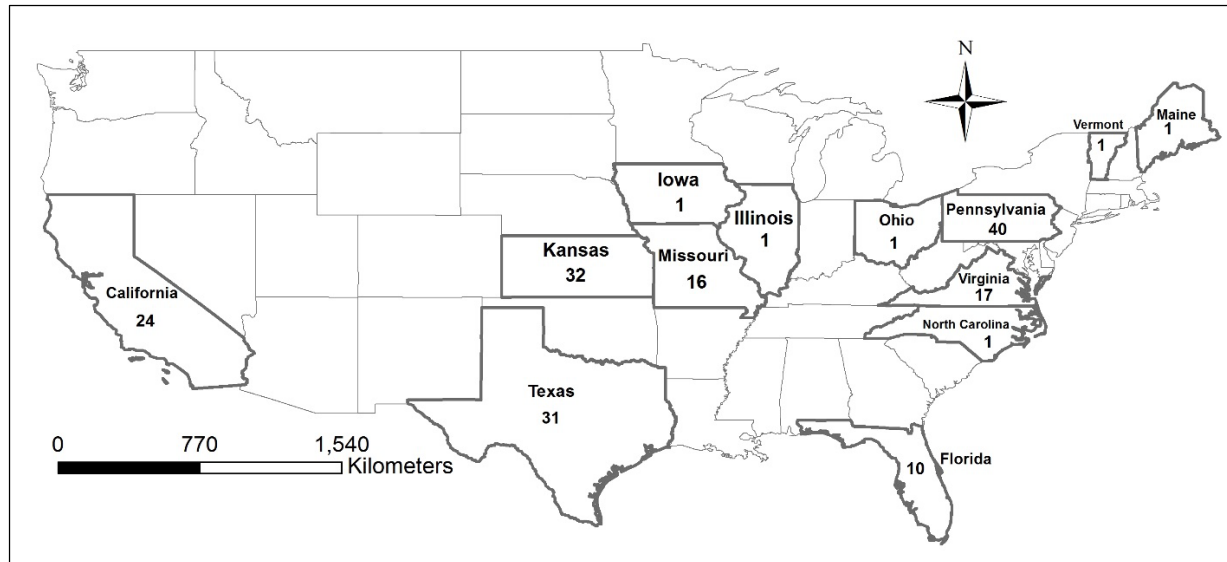 N
Maine
1
Vermont
1
Iowa
1
Illinois
1
Ohio
1
Pennsylvania
40
Kansas
32
Missouri
16
Virginia
17
California
24
North Carolina
1
Texas
31
Florida
10
0 770 1,540
Kilometers